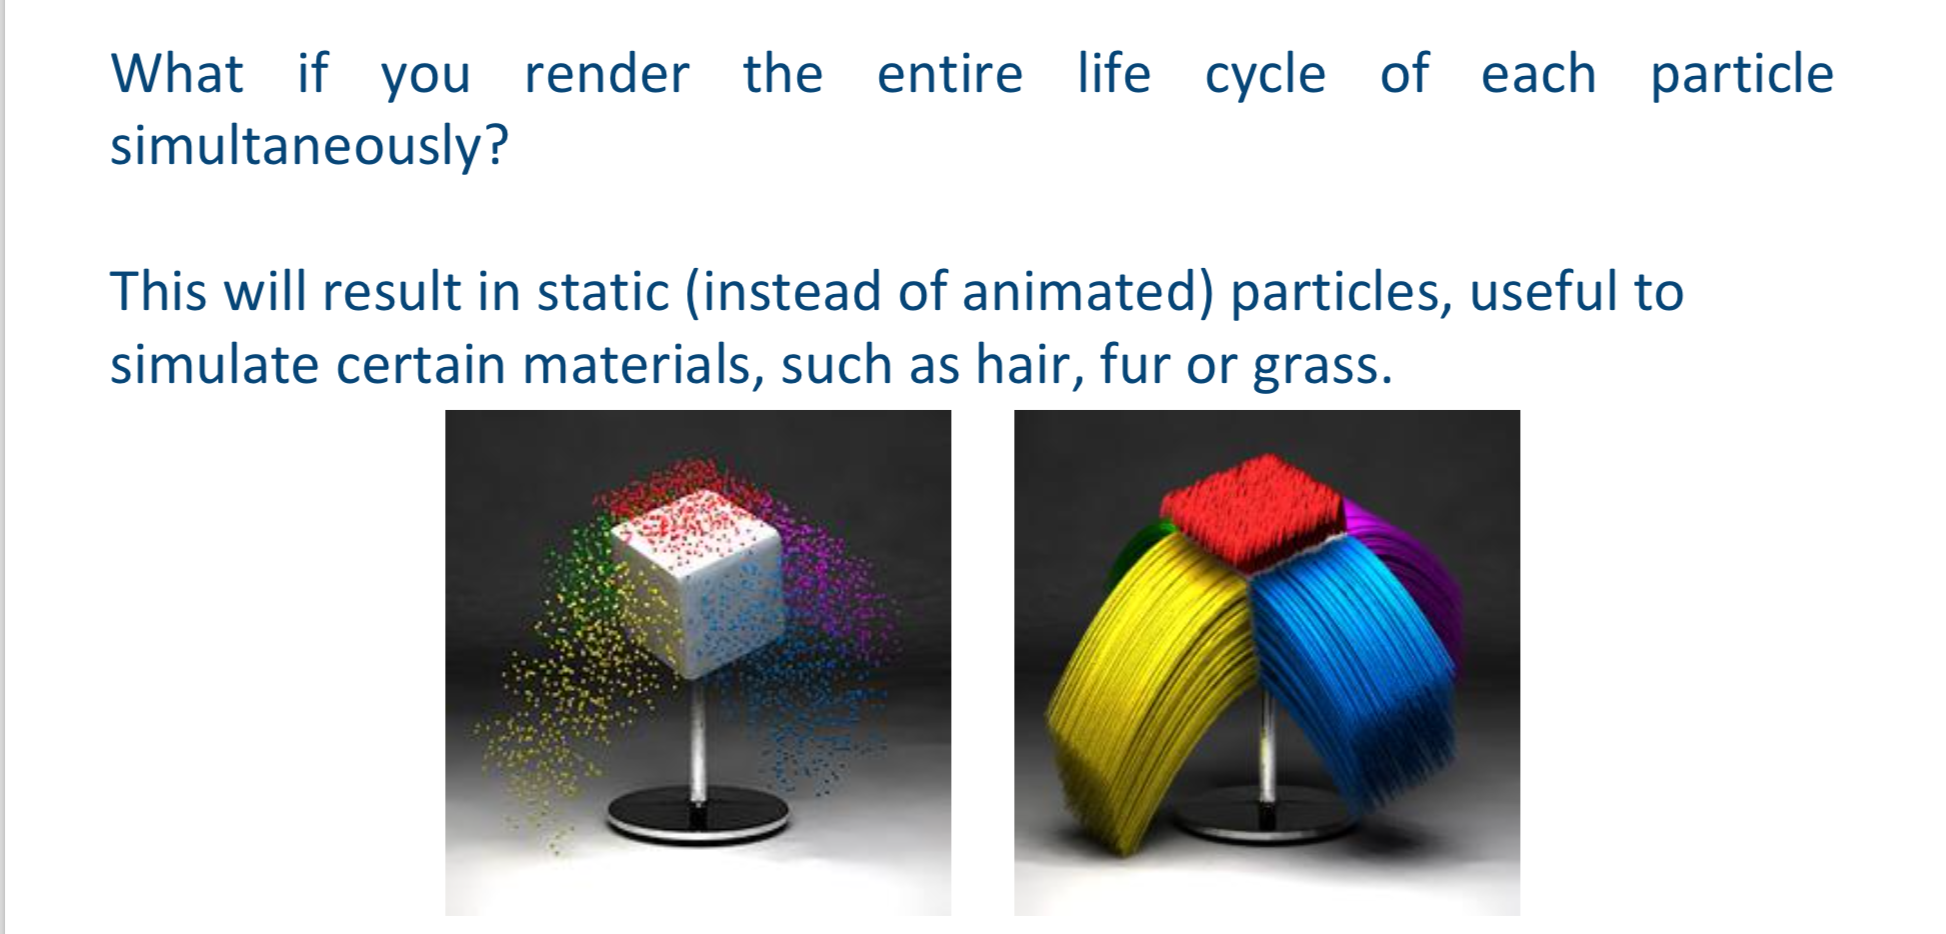 What if you render the entire life cycle of each particle
simultaneously?
This will result in static (instead of animated) particles, useful to
simulate certain materials, such as hair, fur or grass.